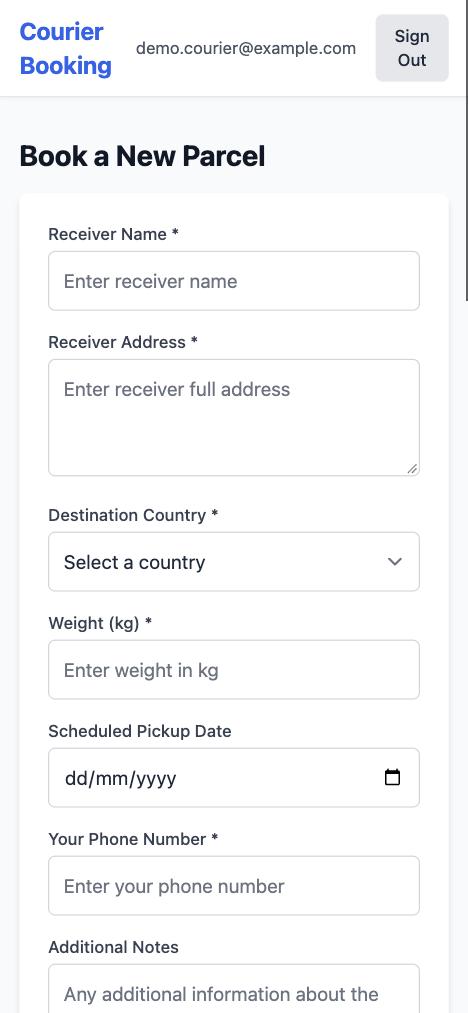 Courier
Booking
demo.courier@example.com
Sign
Out
Book a New Parcel
Receiver Name *
Enter receiver name
Receiver Address *
Enter receiver full address
Destination Country *
Select a country
Weight (kg) *
Enter weight in kg
Scheduled Pickup Date
dd/mm/yyyy
Your Phone Number *
Enter your phone number
Additional Notes
Any additional information about the